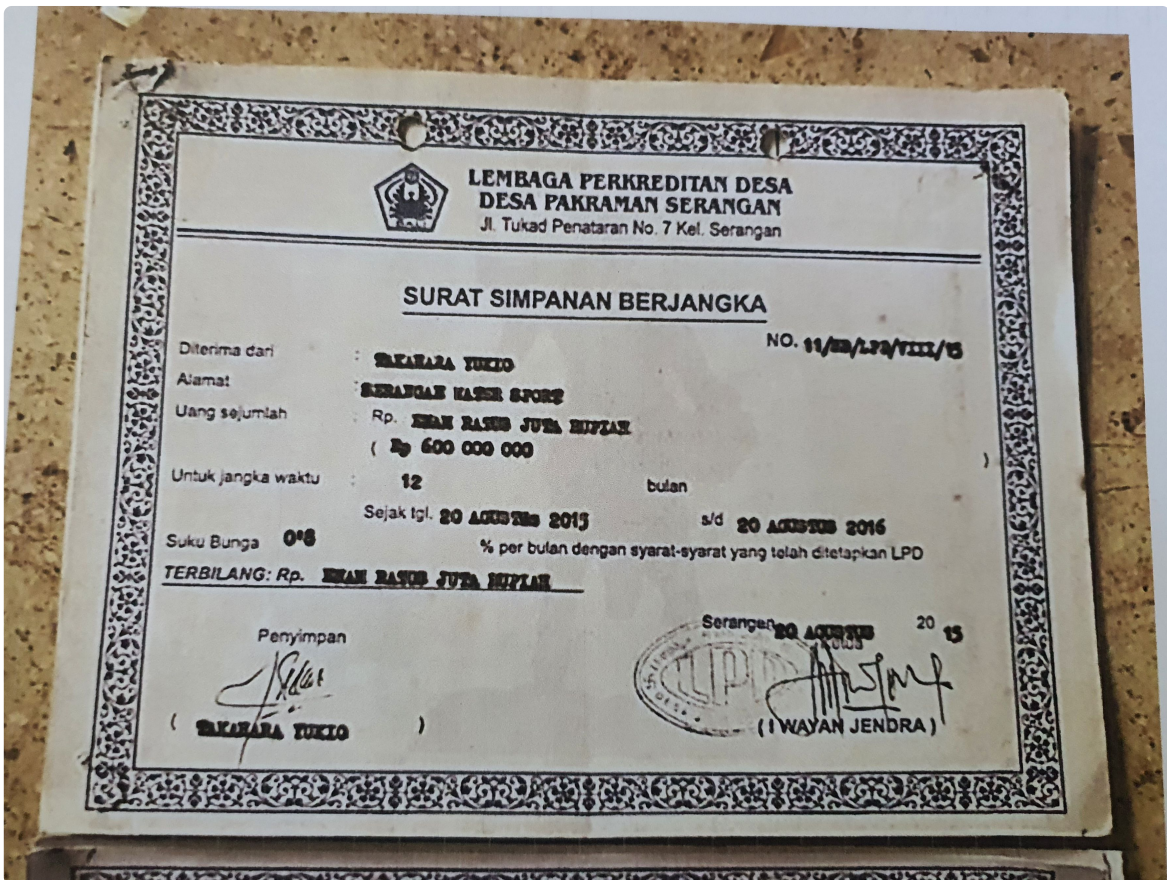 BALI
LEMBAGA PERKREDITAN DESA
DESA PAKRAMAN SERANGAN
Jl. Tukad Penataran No. 7 Kel. Serangan
SURAT SIMPANAN BERJANGKA
NO. 11/SB/LPD/VIII/15
Diterima dari : TAKAHARA YUKIO
Alamat : SERANGAN WATER SPORT
Uang sejumlah : Rp. ENAM RATUS JUTA RUPIAH
( Rp 600 000 000 )
Untuk jangka waktu : 12 bulan
Sejak tgl. 20 AGUSTUS 2015 s/d 20 AGUSTUS 2016
Suku Bunga 0'8 % per bulan dengan syarat-syarat yang telah ditetapkan LPD
TERBILANG: Rp. ENAM RATUS JUTA RUPIAH
Serangan, 20 AGUSTUS 20 15
Penyimpan
LPD
( TAKAHARA YUKIO )
( I WAYAN JENDRA )